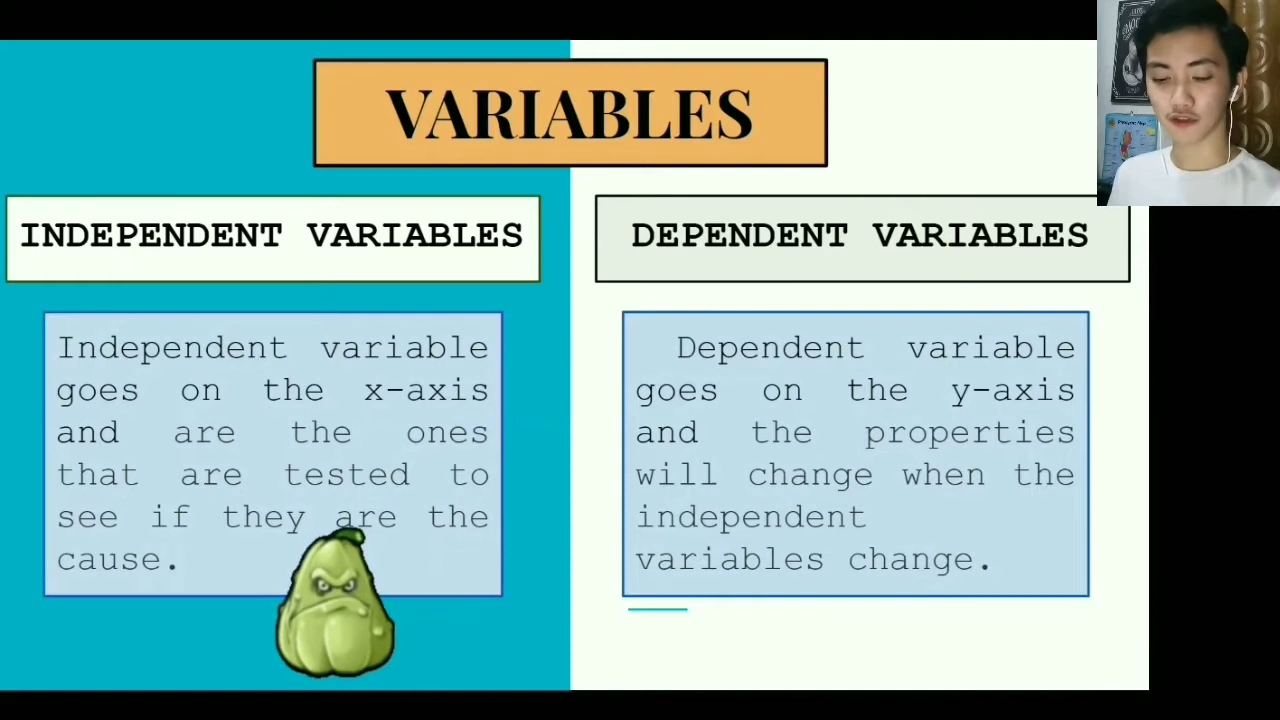 VARIABLES
INDEPENDENT VARIABLES
Independent variable
goes on the x-axis
and are the ones
that are tested to
see if they are the
cause.
DEPENDENT VARIABLES
Dependent variable
goes on the y-axis
and the properties
will change when the
independent
variables change.